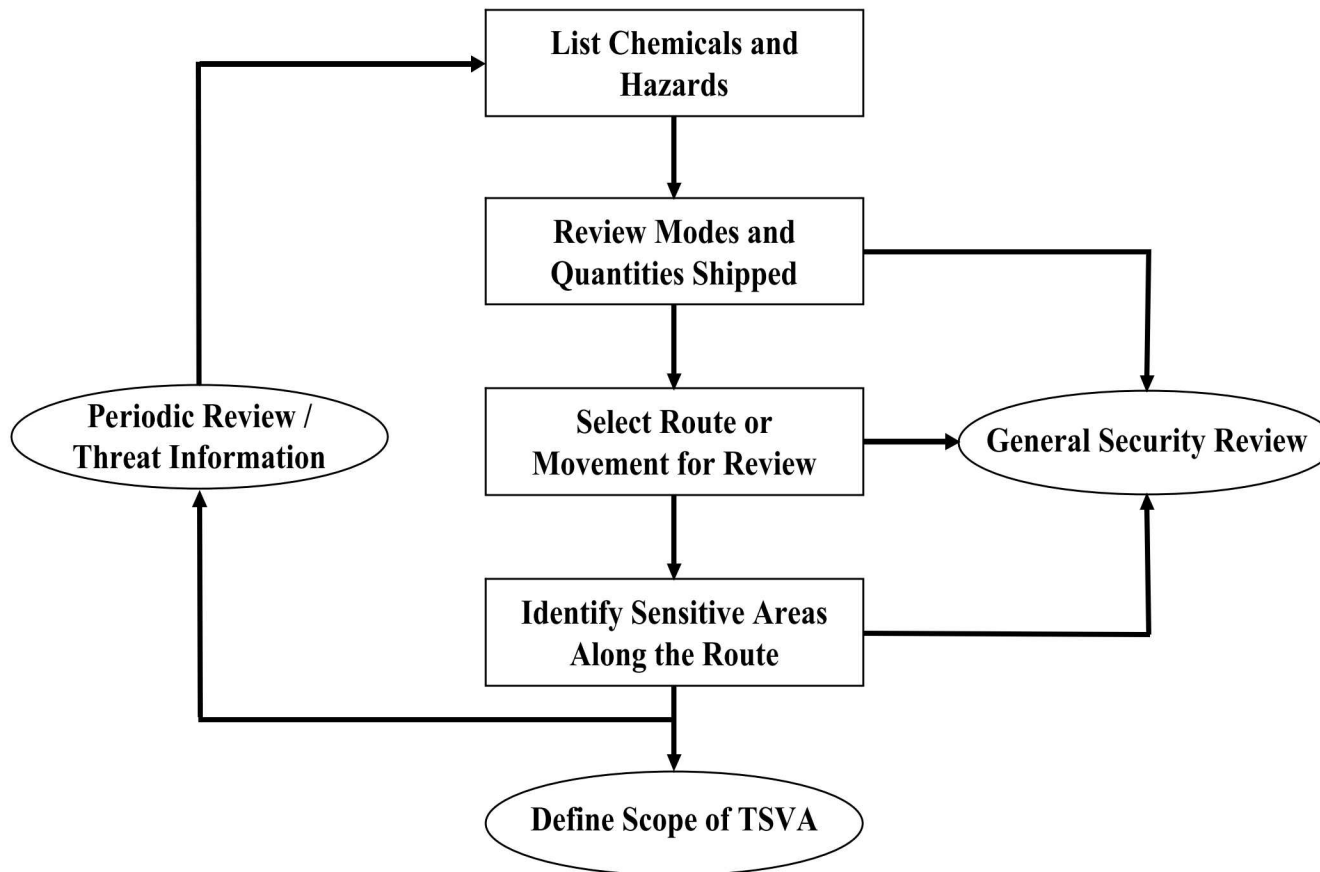 List Chemicals and
Hazards
Review Modes and
Quantities Shipped
Periodic Review /
Threat Information
Select Route or
Movement for Review
General Security Review
Identify Sensitive Areas
Along the Route
Define Scope of TSVA